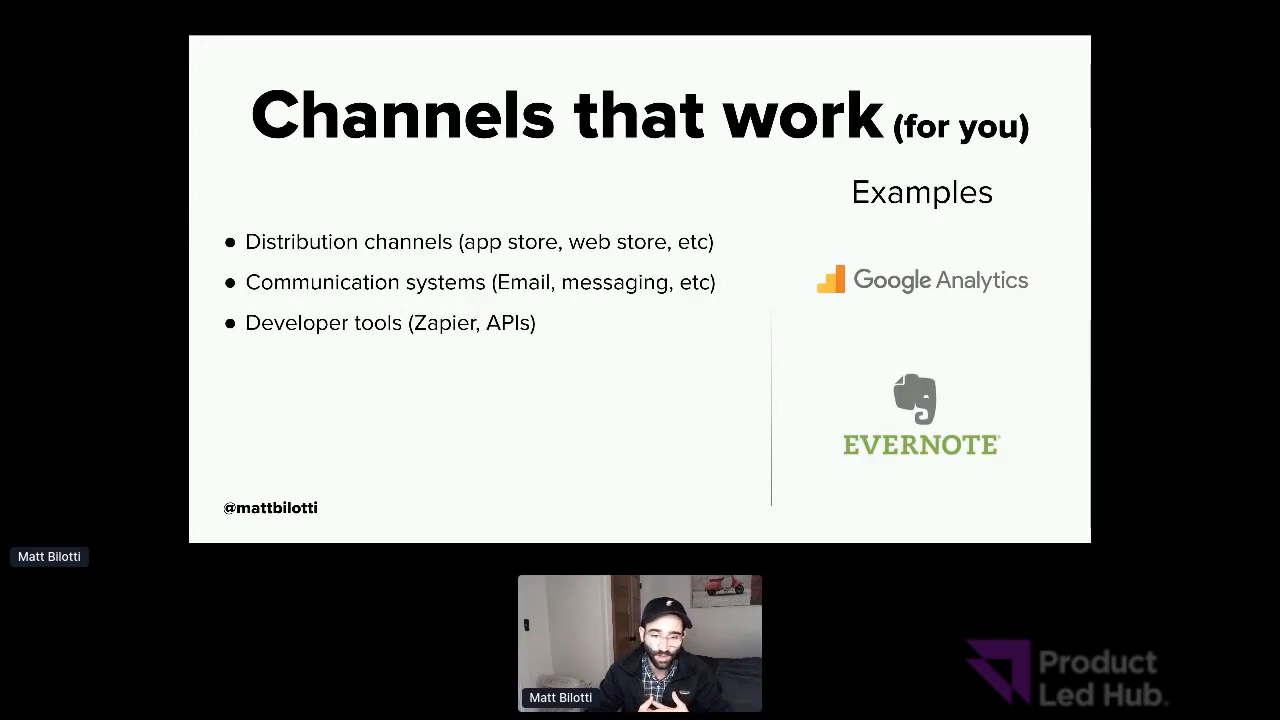 Channels that work (for you)
Examples
● Distribution channels (app store, web store, etc)
● Communication systems (Email, messaging, etc)
● Developer tools (Zapier, APIs)
Google Analytics
EVERNOTE
@mattbilotti
Matt Bilotti
Matt Bilotti
Product
Led Hub.